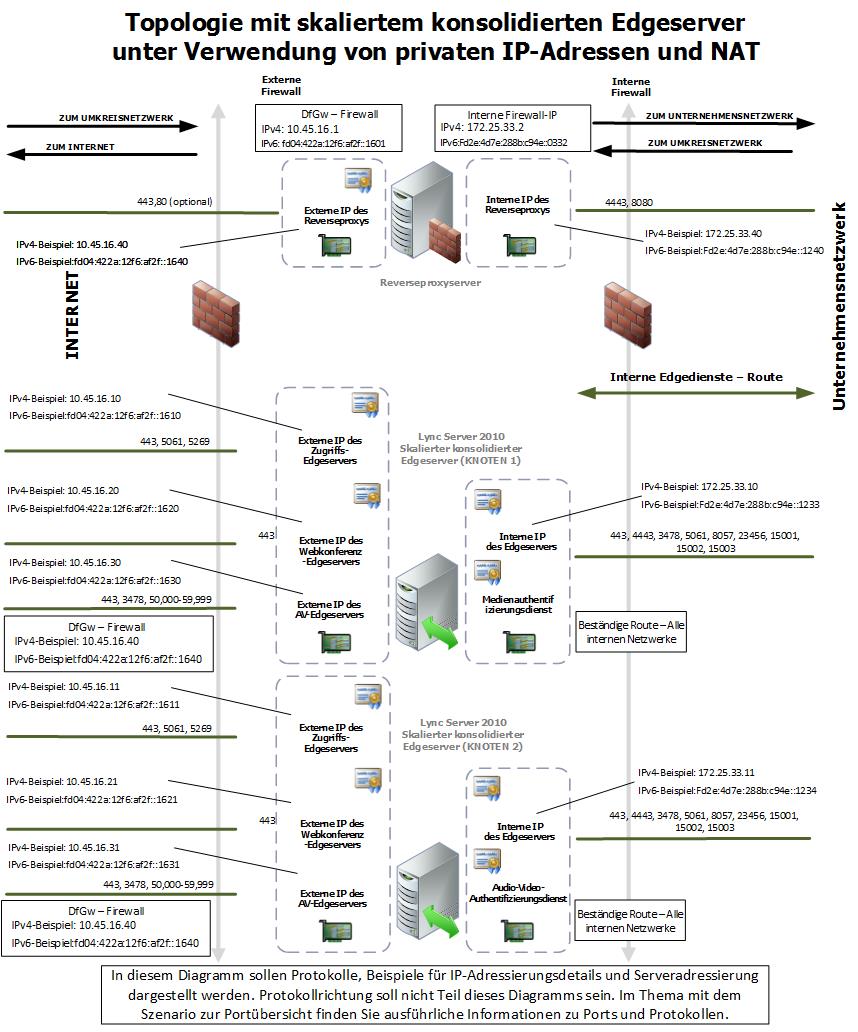 Topologie mit skaliertem konsolidierten Edgeserver
unter Verwendung von privaten IP-Adressen und NAT
Externe
Firewall
Interne
Firewall
ZUM UMKREISNETZWERK
ZUM INTERNET
DfGw – Firewall
IPv4: 10.45.16.1
IPv6: fd04:422a:12f6:af2f::1601
Interne Firewall-IP
IPv4: 172.25.33.2
IPv6:Fd2e:4d7e:288b:c94e::0332
ZUM UNTERNEHMENSNETZWERK
ZUM UMKREISNETZWERK
443,80 (optional)
Externe IP des
Reverseproxys
Interne IP des
Reverseproxys
4443, 8080
IPv4-Beispiel: 10.45.16.40
IPv6-Beispiel:fd04:422a:12f6:af2f::1640
IPv4-Beispiel: 172.25.33.40
IPv6-Beispiel:Fd2e:4d7e:288b:c94e::1240
Reverseproxyserver
INTERNET
Unternehmensnetzwerk
Interne Edgedienste – Route
IPv4-Beispiel: 10.45.16.10
IPv6-Beispiel:fd04:422a:12f6:af2f::1610
443, 5061, 5269
Externe IP des
Zugriffs-
Edgeservers
Lync Server 2010
Skalierter konsolidierter
Edgeserver (KNOTEN 1)
IPv4-Beispiel: 10.45.16.20
IPv6-Beispiel:fd04:422a:12f6:af2f::1620
443
Externe IP des
Webkonferenz
-Edgeservers
IPv4-Beispiel: 172.25.33.10
IPv6-Beispiel:Fd2e:4d7e:288b:c94e::1233
Interne IP
des Edgeservers
443, 4443, 3478, 5061, 8057, 23456, 15001,
15002, 15003
IPv4-Beispiel: 10.45.16.30
IPv6-Beispiel:fd04:422a:12f6:af2f::1630
443, 3478, 50,000-59,999
Externe IP des
AV-Edgeservers
Medienauthentif
izierungsdienst
DfGw – Firewall
IPv4-Beispiel: 10.45.16.40
IPv6-Beispiel:fd04:422a:12f6:af2f::1640
Beständige Route – Alle
internen Netzwerke
IPv4-Beispiel: 10.45.16.11
IPv6-Beispiel:fd04:422a:12f6:af2f::1611
443, 5061, 5269
Externe IP des
Zugriffs-
Edgeservers
Lync Server 2010
Skalierter konsolidierter
Edgeserver (KNOTEN 2)
IPv4-Beispiel: 10.45.16.21
IPv6-Beispiel:fd04:422a:12f6:af2f::1621
443
Externe IP des
Webkonferenz
-Edgeservers
IPv4-Beispiel: 172.25.33.11
IPv6-Beispiel:Fd2e:4d7e:288b:c94e::1234
Interne IP
des Edgeservers
443, 4443, 3478, 5061, 8057, 23456, 15001,
15002, 15003
IPv4-Beispiel: 10.45.16.31
IPv6-Beispiel:fd04:422a:12f6:af2f::1631
443, 3478, 50,000-59,999
Externe IP des
AV-Edgeservers
Audio-Video-
Authentifizierungsdienst
DfGw – Firewall
IPv4-Beispiel: 10.45.16.40
IPv6-Beispiel:fd04:422a:12f6:af2f::1640
Beständige Route – Alle
internen Netzwerke
In diesem Diagramm sollen Protokolle, Beispiele für IP-Adressierungsdetails und Serveradressierung
dargestellt werden. Protokollrichtung soll nicht Teil dieses Diagramms sein. Im Thema mit dem
Szenario zur Portübersicht finden Sie ausführliche Informationen zu Ports und Protokollen.